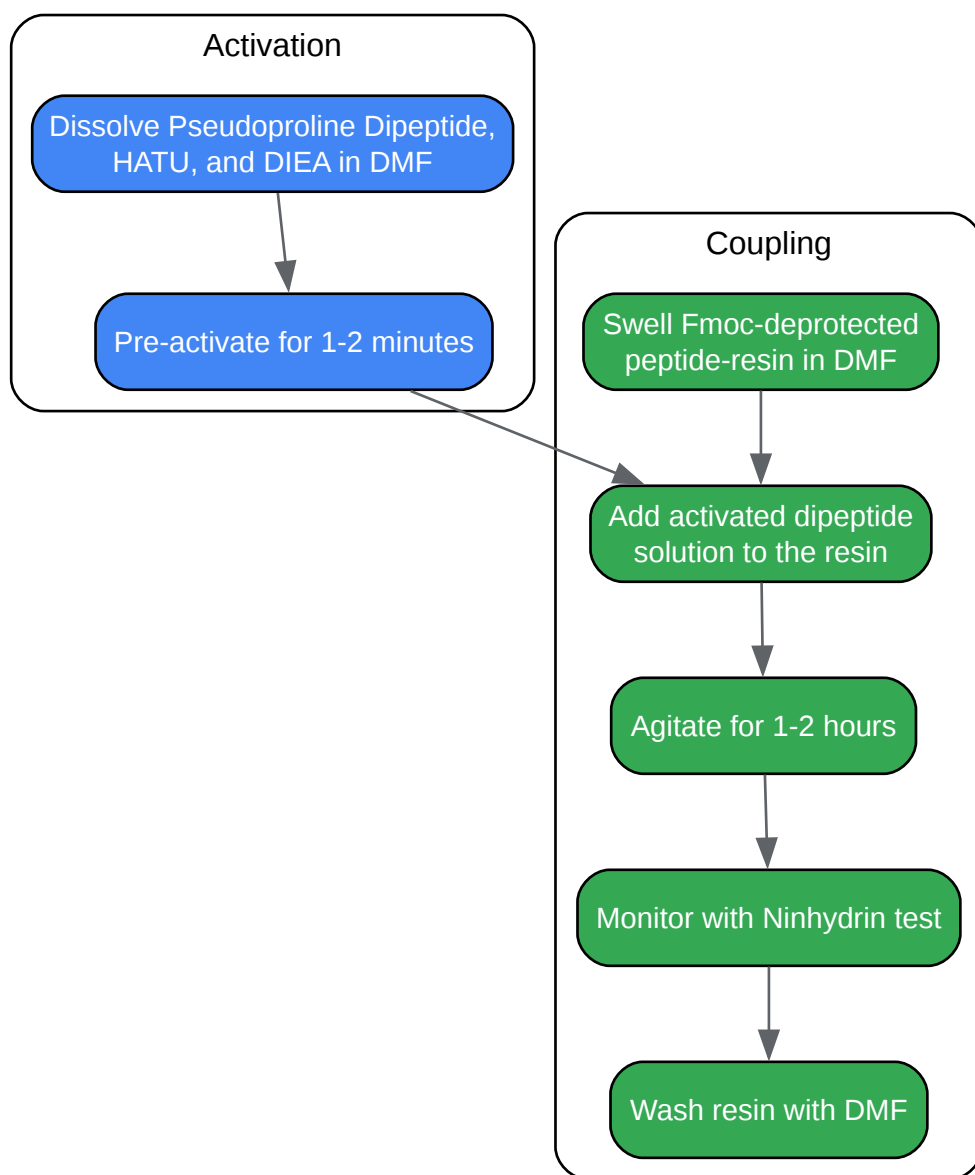 Activation
Dissolve Pseudoproline Dipeptide,
HATU, and DIEA in DMF
Pre-activate for 1-2 minutes
Coupling
Swell Fmoc-deprotected
peptide-resin in DMF
Add activated dipeptide
solution to the resin
Agitate for 1-2 hours
Monitor with Ninhydrin test
Wash resin with DMF